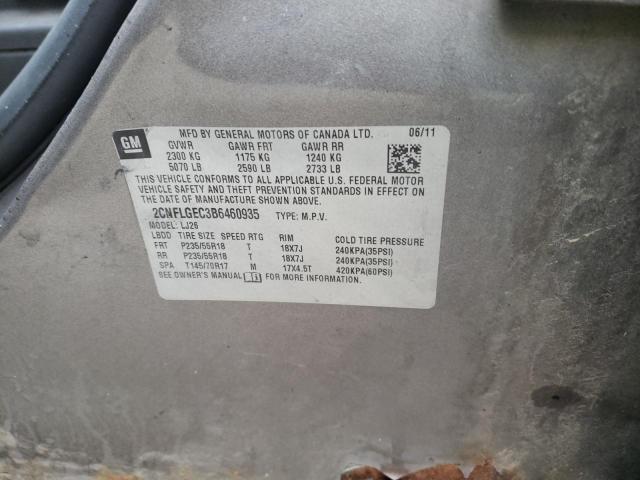 GM
MFD BY GENERAL MOTORS OF CANADA LTD. 06/11
GVWR GAWR FRT GAWR RR
2300 KG 1175 KG 1240 KG
5070 LB 2590 LB 2733 LB
THIS VEHICLE CONFORMS TO ALL APPLICABLE U.S. FEDERAL MOTOR
VEHICLE SAFETY AND THEFT PREVENTION STANDARDS IN EFFECT ON
THE DATE OF MANUFACTURE SHOWN ABOVE.
2CNFLGEC3B6460935 TYPE: M.P.V.
MODEL: LJ26
LBDD TIRE SIZE SPEED RTG RIM COLD TIRE PRESSURE
FRT P235/55R18 T 18X7J 240KPA(35PSI)
RR P235/55R18 T 18X7J 240KPA(35PSI)
SPA T145/70R17 M 17X4.5T 420KPA(60PSI)
SEE OWNER'S MANUAL FOR MORE INFORMATION.